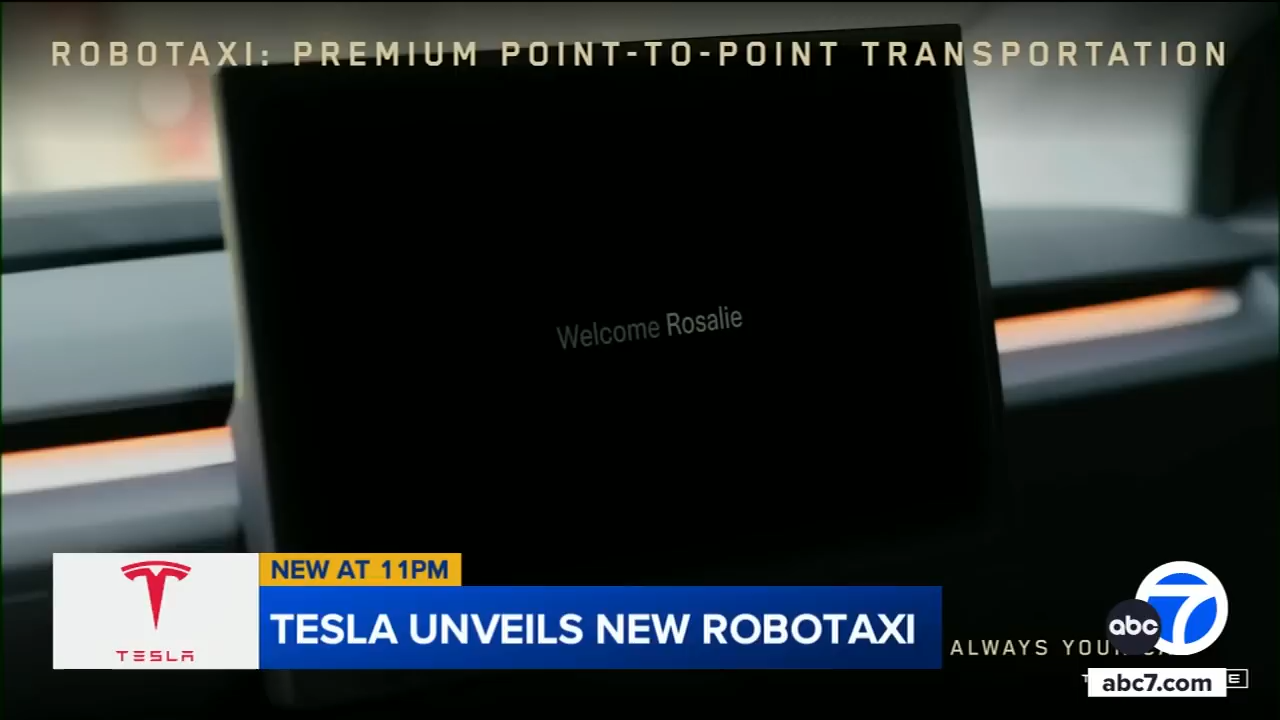 ROBOTAXI: PREMIUM POINT-TO-POINT TRANSPORTATION
Welcome Rosalie
NEW AT 11PM
TESLA UNVEILS NEW ROBOTAXI
TESLA
ALWAYS
abc 7
abc7.com